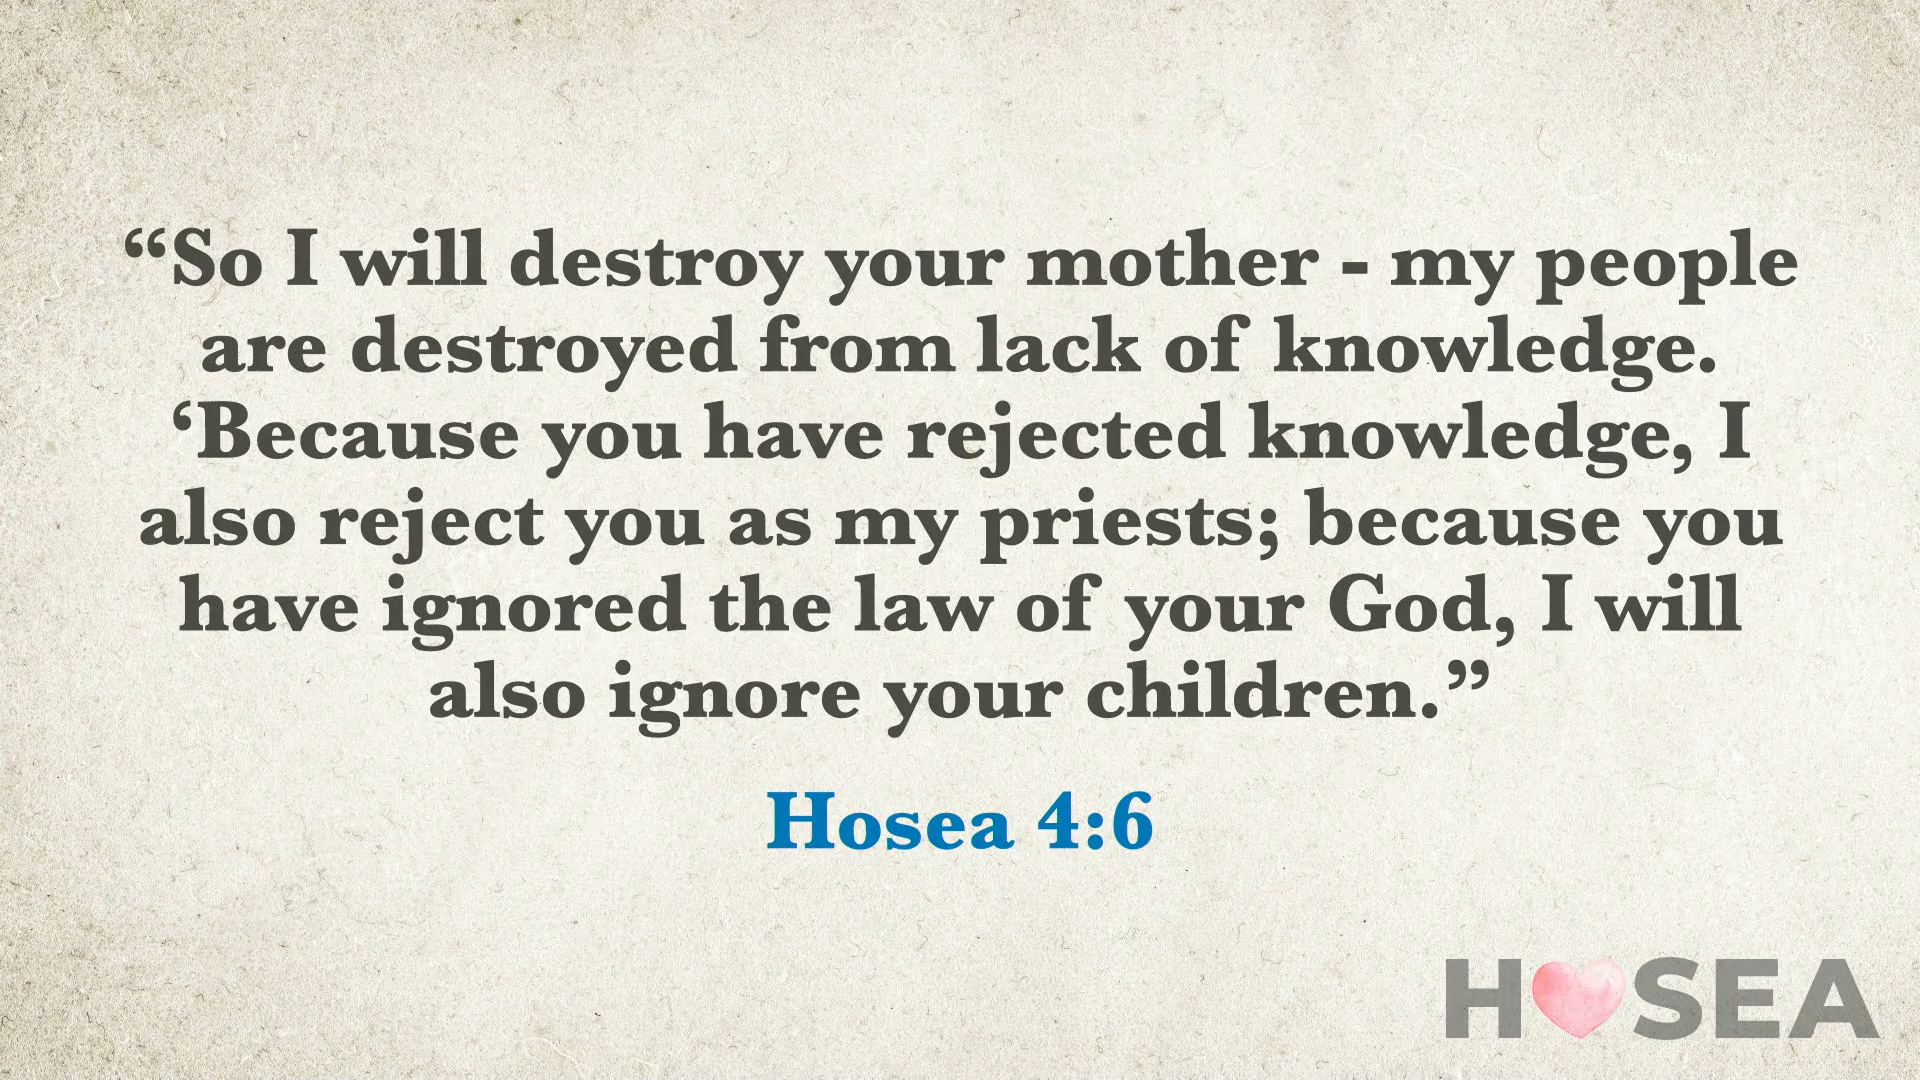 “So I will destroy your mother - my people
are destroyed from lack of knowledge.
‘Because you have rejected knowledge, I
also reject you as my priests; because you
have ignored the law of your God, I will
also ignore your children.”
Hosea 4:6
HOSEA